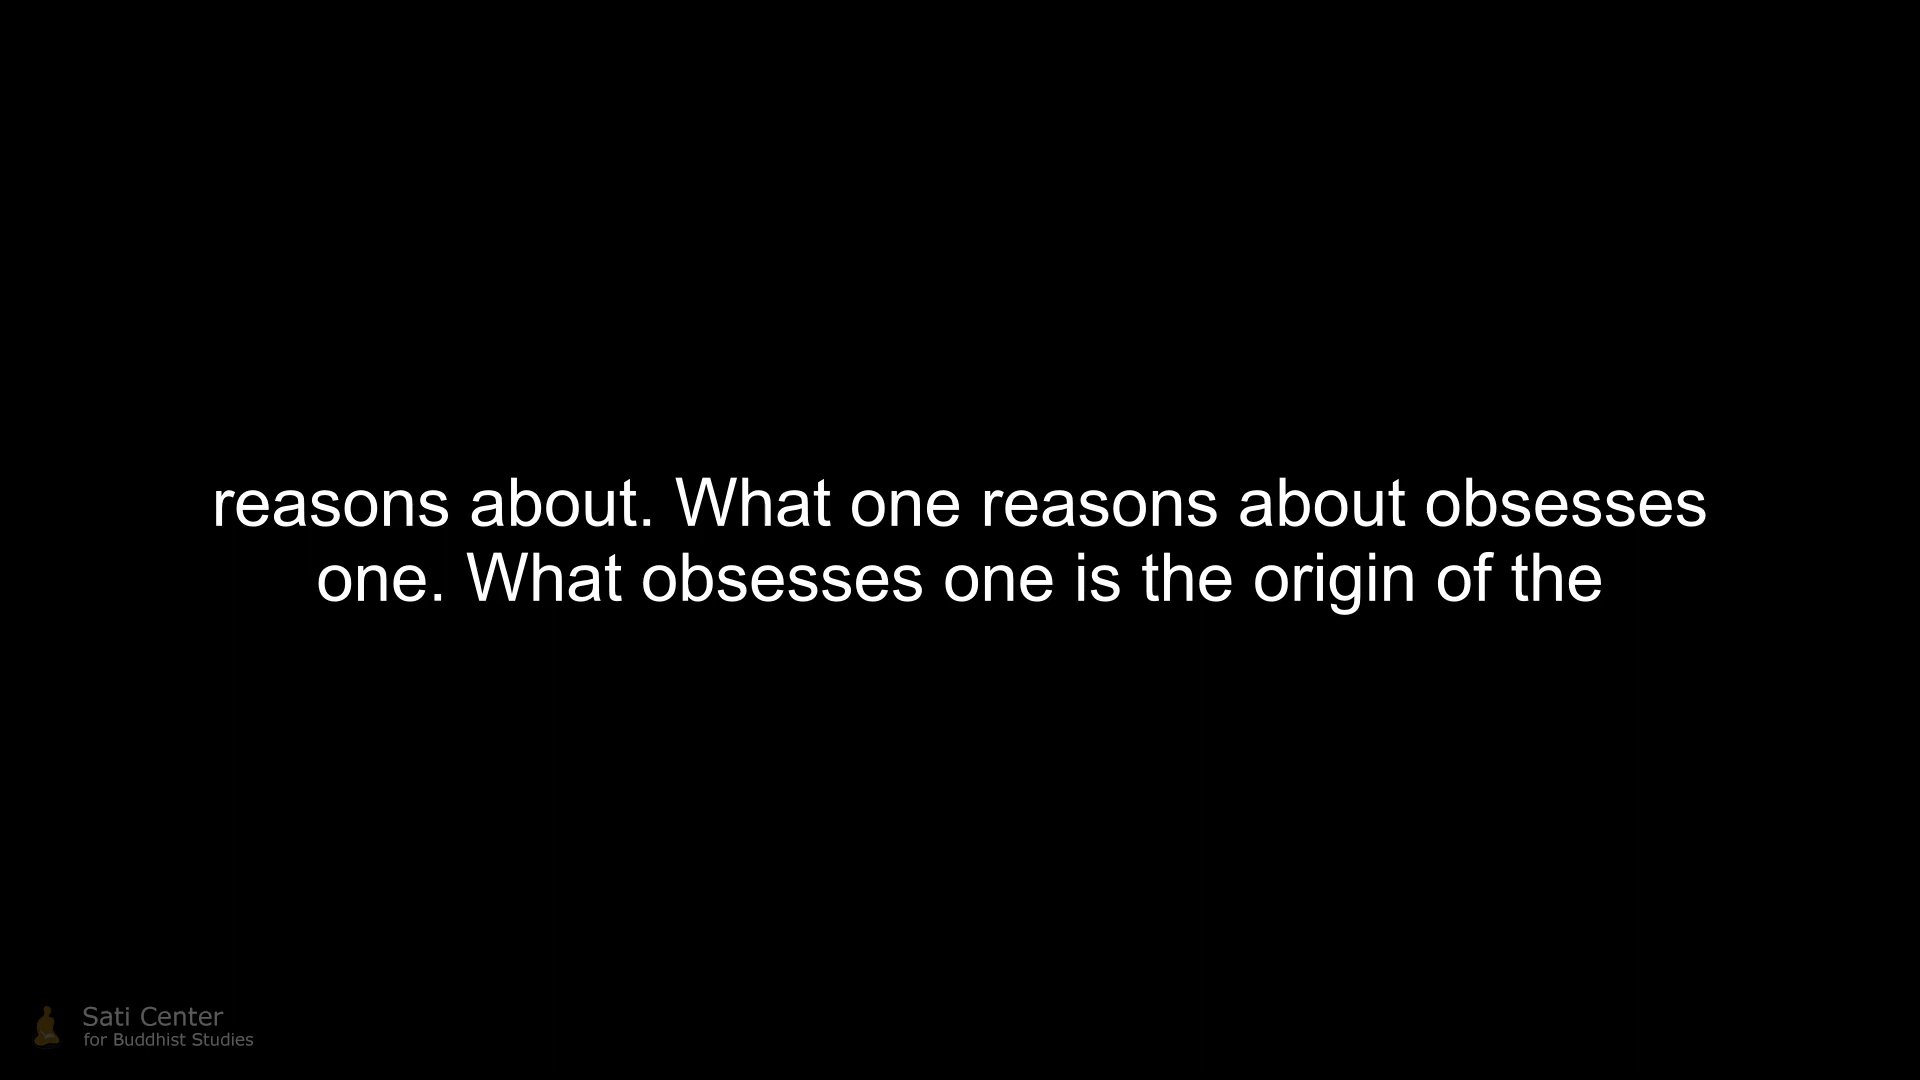 reasons about. What one reasons about obsesses
one. What obsesses one is the origin of the
Sati Center
for Buddhist Studies